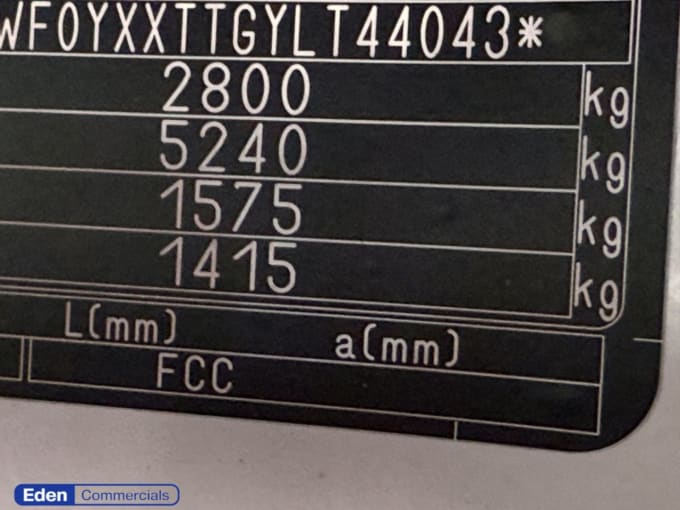 WF0YXXTTGYLT44043*
2800 kg
5240 kg
1575 kg
1415 kg
L(mm) a(mm)
FCC
Eden Commercials